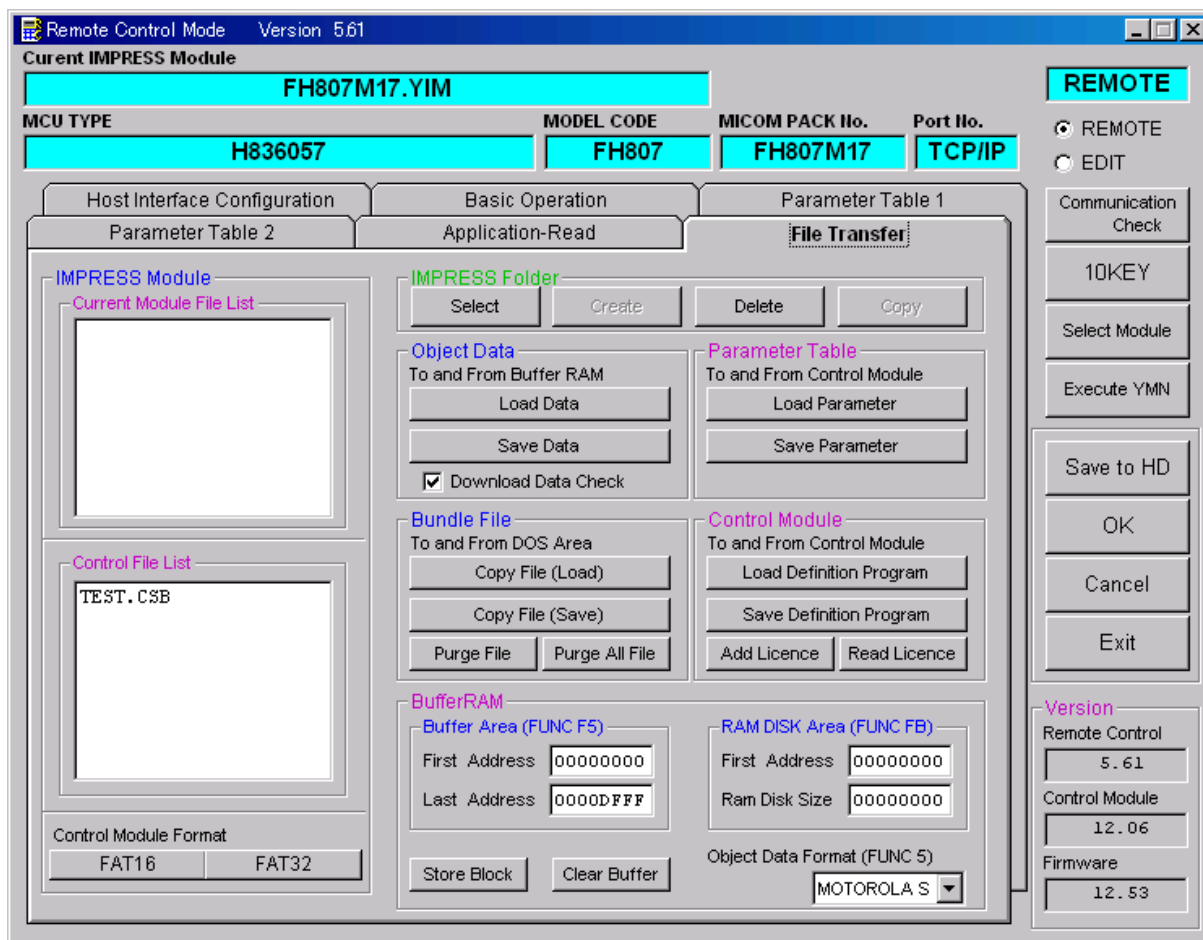 Remote Control Mode Version 5.61
Curent IMPRESS Module
FH807M17.YIM
REMOTE
MCU TYPE
MODEL CODE
MICOM PACK No.
Port No.
H836057
FH807
FH807M17
TCP/IP
REMOTE
EDIT
Host Interface Configuration
Basic Operation
Parameter Table 1
Parameter Table 2
Application-Read
File Transfer
IMPRESS Module
Current Module File List
Control File List
TEST.CSB
Control Module Format
FAT16
FAT32
IMPRESS Folder
Select
Create
Delete
Copy
Object Data
To and From Buffer RAM
Load Data
Save Data
Download Data Check
Parameter Table
To and From Control Module
Load Parameter
Save Parameter
Bundle File
To and From DOS Area
Copy File (Load)
Copy File (Save)
Purge File
Purge All File
Control Module
To and From Control Module
Load Definition Program
Save Definition Program
Add Licence
Read Licence
BufferRAM
Buffer Area (FUNC F5)
First Address
00000000
Last Address
0000DFFF
RAM DISK Area (FUNC FB)
First Address
00000000
Ram Disk Size
00000000
Store Block
Clear Buffer
Object Data Format (FUNC 5)
MOTOROLA S
Communication
Check
10KEY
Select Module
Execute YMN
Save to HD
OK
Cancel
Exit
Version
Remote Control
5.61
Control Module
12.06
Firmware
12.53